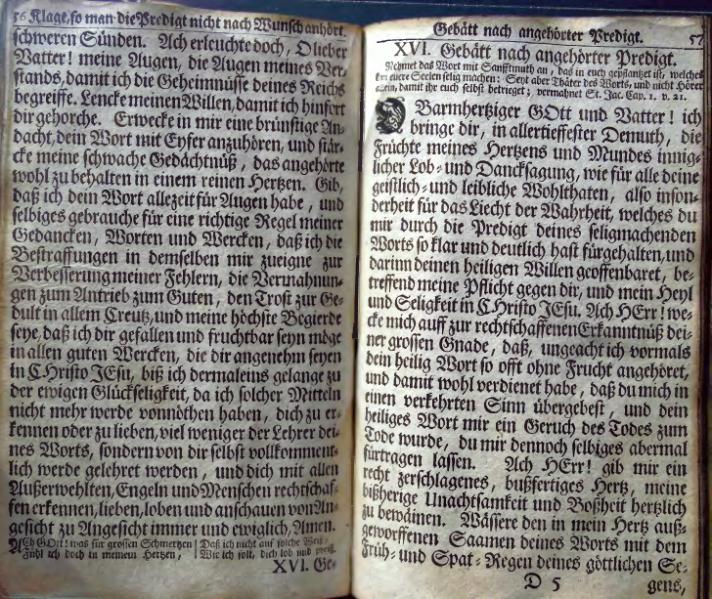 56 Klage, so man die Predigt nicht nach Wunsch anhört.
schweren Sünden. Ach erleuchte doch, O lieber
Vatter! meine Augen, die Augen meines Ver-
stands, damit ich die Geheimnüsse deines Reichs
begreiffe. Lencke meinen Willen, damit ich hinfort
dir gehorche. Erwecke in mir eine brünstige An-
dacht, dein Wort mit Eyfer anzuhören, und stär-
cke meine schwache Gedächtnüß, das angehörte
wohl zu behalten in einem reinen Hertzen. Gib,
daß ich dein Wort allezeit für Augen habe, und
selbiges gebrauche für eine richtige Regel meiner
Gedancken, Worten und Wercken, daß ich die
Bestraffungen in demselben mir zueigne zur
Verbesserung meiner Fehlern, die Vermahnun-
gen zum Antrieb zum Guten, den Trost zur Ge-
dult in allem Creutz, und meine höchste Begierde
seye, daß ich dir gefallen und fruchtbar seyn möge
in allen guten Wercken, die dir angenehm seyen
in Christo JEsu, biß ich dermaleins gelange zu
der ewigen Glückseligkeit, da ich solcher Mitteln
nicht mehr werde vonnöthen haben, dich zu er-
kennen oder zu lieben, viel weniger der Lehrer dei-
nes Worts, sondern von dir selbst vollkomment-
lich werde gelehret werden, und dich mit allen
Außerwehlten, Engeln und Menschen rechtschaf-
fen erkennen, lieben, loben und anschauen von An-
gesicht zu Angesicht immer und ewiglich, Amen.
Ach GOtt! was für grossen Schmertzen | Daß ich nicht auf solche Weis,
Fühl ich doch in meinem Hertzen, | Wie ich solt, dich lob und preiß.
XVI. Ge-
Gebätt nach angehörter Predigt. 57
XVI. Gebätt nach angehörter Predigt.
Nehmet das Wort mit Sanfftmuth an, das in euch gepflantzet ist, welches
kan euere Seelen selig machen: Seyt aber Thäter des Worts, und nicht Hörer
allein, damit ihr euch selbst betrieget; vermahnet St. Jac. Cap. 1. v. 21.
O Barmhertziger GOtt und Vatter! ich
bringe dir, in allertieffester Demuth, die
Früchte meines Hertzens und Mundes innig-
licher Lob- und Dancksagung, wie für alle deine
geistlich- und leibliche Wohlthaten, also inson-
derheit für das Liecht der Wahrheit, welches du
mir durch die Predigt deines seligmachenden
Worts so klar und deutlich hast fürgehalten, und
darinn deinen heiligen Willen geoffenbaret, be-
treffend meine Pflicht gegen dir, und mein Heyl
und Seligkeit in Christo JEsu. Ach HErr! we-
cke mich auff zur rechtschaffenen Erkanntnüß dei-
ner grossen Gnade, daß, ungeacht ich vormals
dein heilig Wort so offt ohne Frucht angehöret,
und damit wohl verdienet habe, daß du mich in
einen verkehrten Sinn übergebest, und dein
heiliges Wort mir ein Geruch des Todes zum
Tode wurde, du mir dennoch selbiges abermal
fürtragen lassen. Ach HErr! gib mir ein
recht zerschlagenes, bußfertiges Hertz, meine
bißherige Unachtsamkeit und Boßheit hertzlich
zu bewäinen. Wässere den in mein Hertz auß-
geworffenen Saamen deines Worts mit dem
Früh- und Spat-Regen deines göttlichen Se-
D 5 gens,